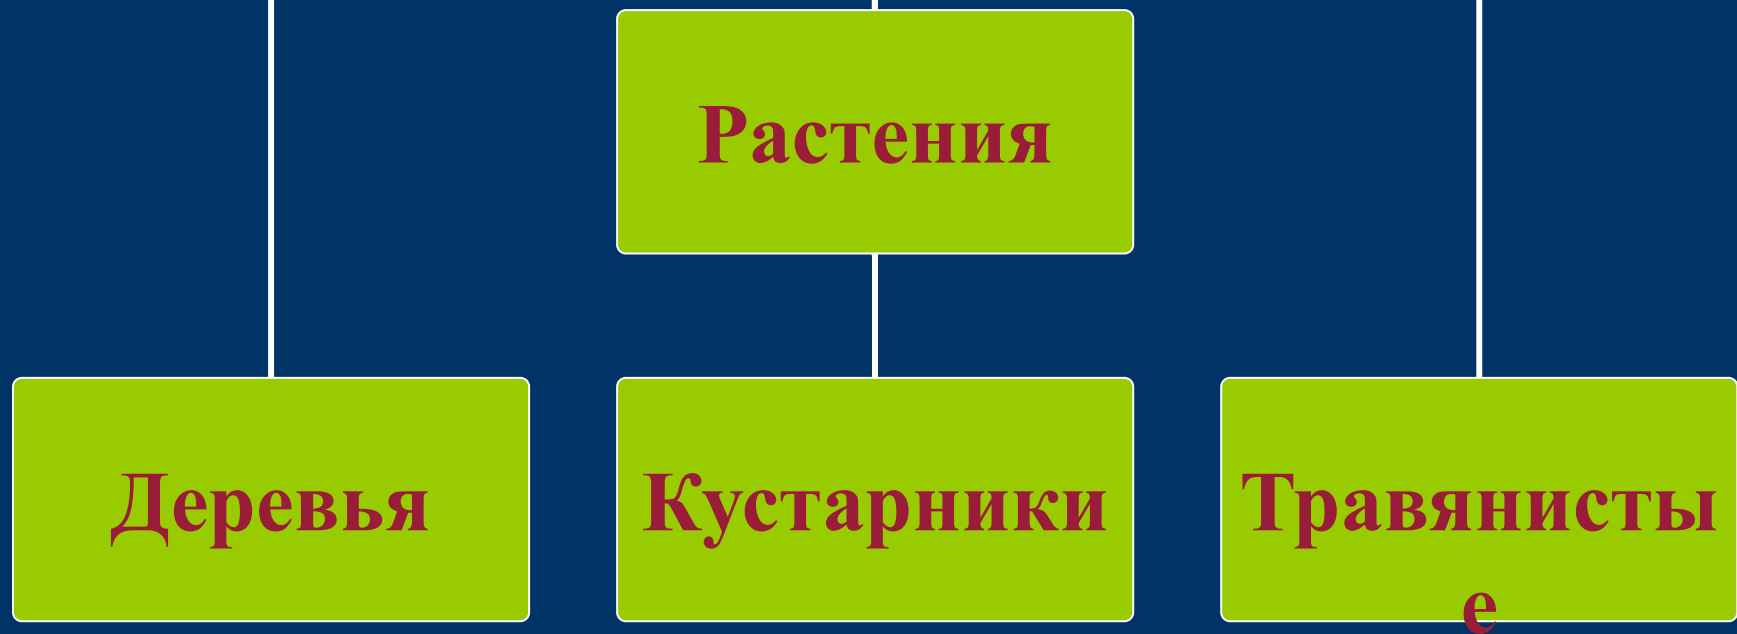 Растения
Деревья
Кустарники
Травянисты
е